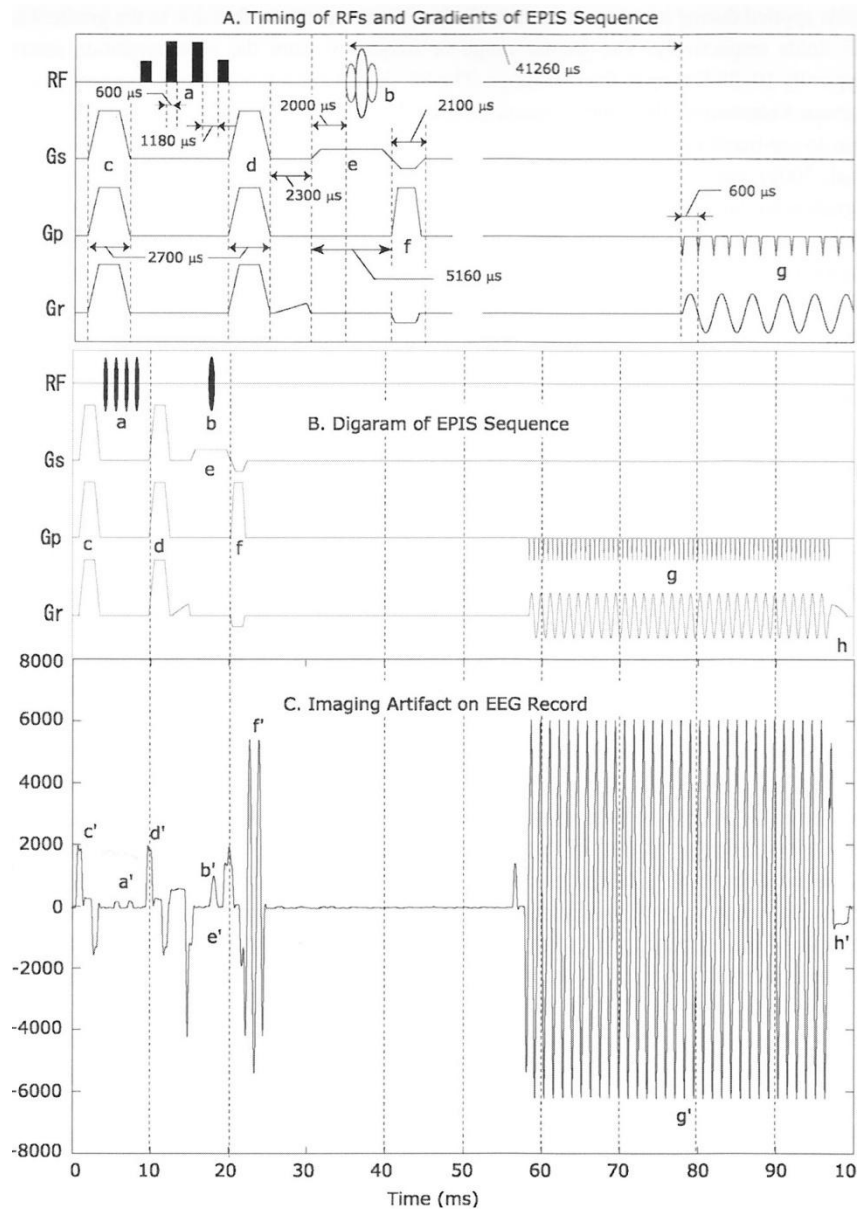 A. Timing of RFs and Gradients of EPIS Sequence
RF
41260 µs
a
b
600 µs
2000 µs
2100 µs
1180 µs
Gs
c
d
e
2300 µs
600 µs
Gp
f
g
2700 µs
5160 µs
Gr
RF
a
b
B. Digaram of EPIS Sequence
Gs
e
Gp
c
d
f
g
Gr
h
8000
C. Imaging Artifact on EEG Record
6000
f'
4000
2000
c'
d'
b'
a'
0
e'
h'
-2000
-4000
-6000
g'
-8000
0
10
20
30
40
50
60
70
80
90
10
Time (ms)